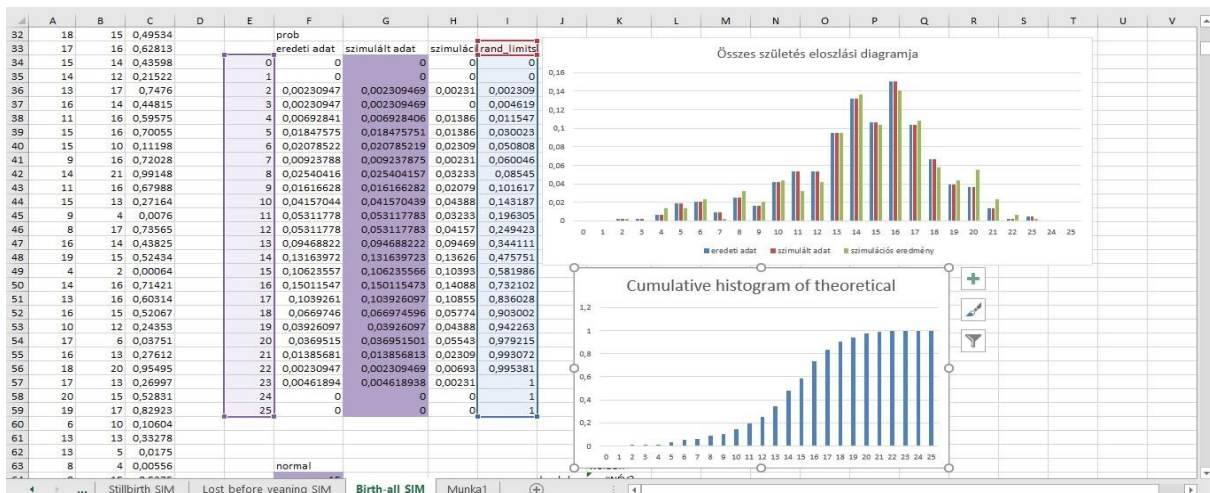 A B C D E F G H I J K L M N O P Q R S T U V
32 18 15 0,49534 prob
33 17 16 0,62813 eredeti adat szimulált adat szimuláci rand_limits
34 15 14 0,43598 0 0 0 0 0
35 14 12 0,21522 1 0 0 0 0
36 13 17 0,7476 2 0,00230947 0,002309469 0,00231 0,002309
37 16 14 0,44815 3 0,00230947 0,002309469 0 0,004619
38 11 16 0,59575 4 0,00692841 0,006928406 0,01386 0,011547
39 15 16 0,70055 5 0,01847575 0,018475751 0,01386 0,030023
40 15 10 0,11198 6 0,02078522 0,020785219 0,02309 0,050808
41 9 16 0,72028 7 0,00923788 0,009237875 0,00231 0,060046
42 14 21 0,99148 8 0,02540416 0,025404157 0,03233 0,08545
43 11 16 0,67988 9 0,01616628 0,016166282 0,02079 0,101617
44 15 13 0,27164 10 0,04157044 0,041570439 0,04388 0,143187
45 9 4 0,0076 11 0,05311778 0,053117783 0,03233 0,196305
46 8 17 0,73565 12 0,05311778 0,053117783 0,04157 0,249423
47 16 14 0,43825 13 0,09468822 0,094688222 0,09469 0,344111
48 19 15 0,52434 14 0,13163972 0,131639723 0,13626 0,475751
49 4 2 0,00064 15 0,10623557 0,106235566 0,10393 0,581986
50 14 16 0,71421 16 0,15011547 0,150115473 0,14088 0,732102
51 13 16 0,60314 17 0,1039261 0,103926097 0,10855 0,836028
52 16 15 0,52067 18 0,0669746 0,066974596 0,05774 0,903002
53 10 12 0,24353 19 0,03926097 0,03926097 0,04388 0,942263
54 17 6 0,03751 20 0,0369515 0,036951501 0,05543 0,979215
55 16 13 0,27612 21 0,01385681 0,013856813 0,02309 0,993072
56 18 20 0,95495 22 0,00230947 0,002309469 0,00693 0,995381
57 17 13 0,26997 23 0,00461894 0,004618938 0,00231 1
58 20 15 0,52831 24 0 0 0 1
59 19 17 0,82923 25 0 0 0 1
60 6 10 0,10604
61 13 13 0,33278
62 13 5 0,0175
63 8 4 0,00556 normal
Összes születés eloszlási diagramja
0,16
0,14
0,12
0,1
0,08
0,06
0,04
0,02
0
0 1 2 3 4 5 6 7 8 9 10 11 12 13 14 15 16 17 18 19 20 21 22 23 24 25
eredeti adat szimulált adat szimulációs eredmény
Cumulative histogram of theoretical
1,2
1
0,8
0,6
0,4
0,2
0
0 1 2 3 4 5 6 7 8 9 10 11 12 13 14 15 16 17 18 19 20 21 22 23 24 25
... Stillbirth SIM Lost before veaning SIM Birth-all SIM Munka1